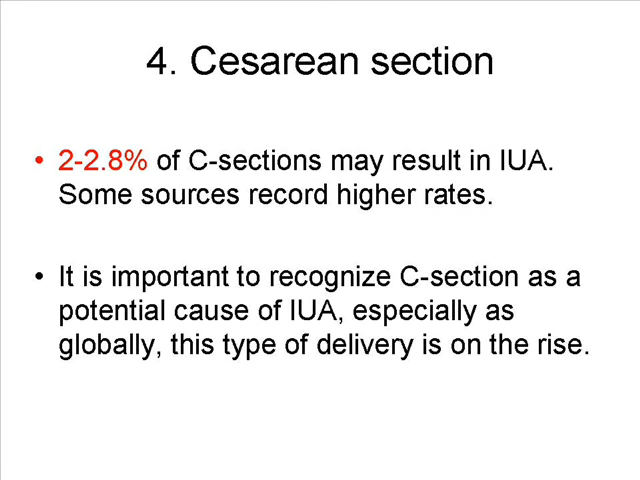 4. Cesarean section
• 2-2.8% of C-sections may result in IUA.
Some sources record higher rates.
• It is important to recognize C-section as a
potential cause of IUA, especially as
globally, this type of delivery is on the rise.